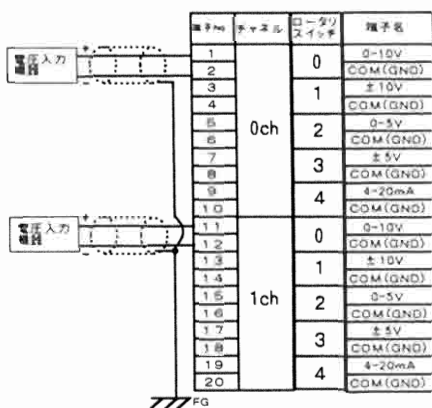 端子No チャネル ロータリスイッチ 端子名
電圧入力機器
+
-
1 0ch 0 0-10V
2 COM(GND)
3 1 ±10V
4 COM(GND)
5 2 0-5V
6 COM(GND)
7 3 ±5V
8 COM(GND)
9 4 4-20mA
10 COM(GND)
電圧入力機器
+
-
11 1ch 0 0-10V
12 COM(GND)
13 1 ±10V
14 COM(GND)
15 2 0-5V
16 COM(GND)
17 3 ±5V
18 COM(GND)
19 4 4-20mA
20 COM(GND)
FG